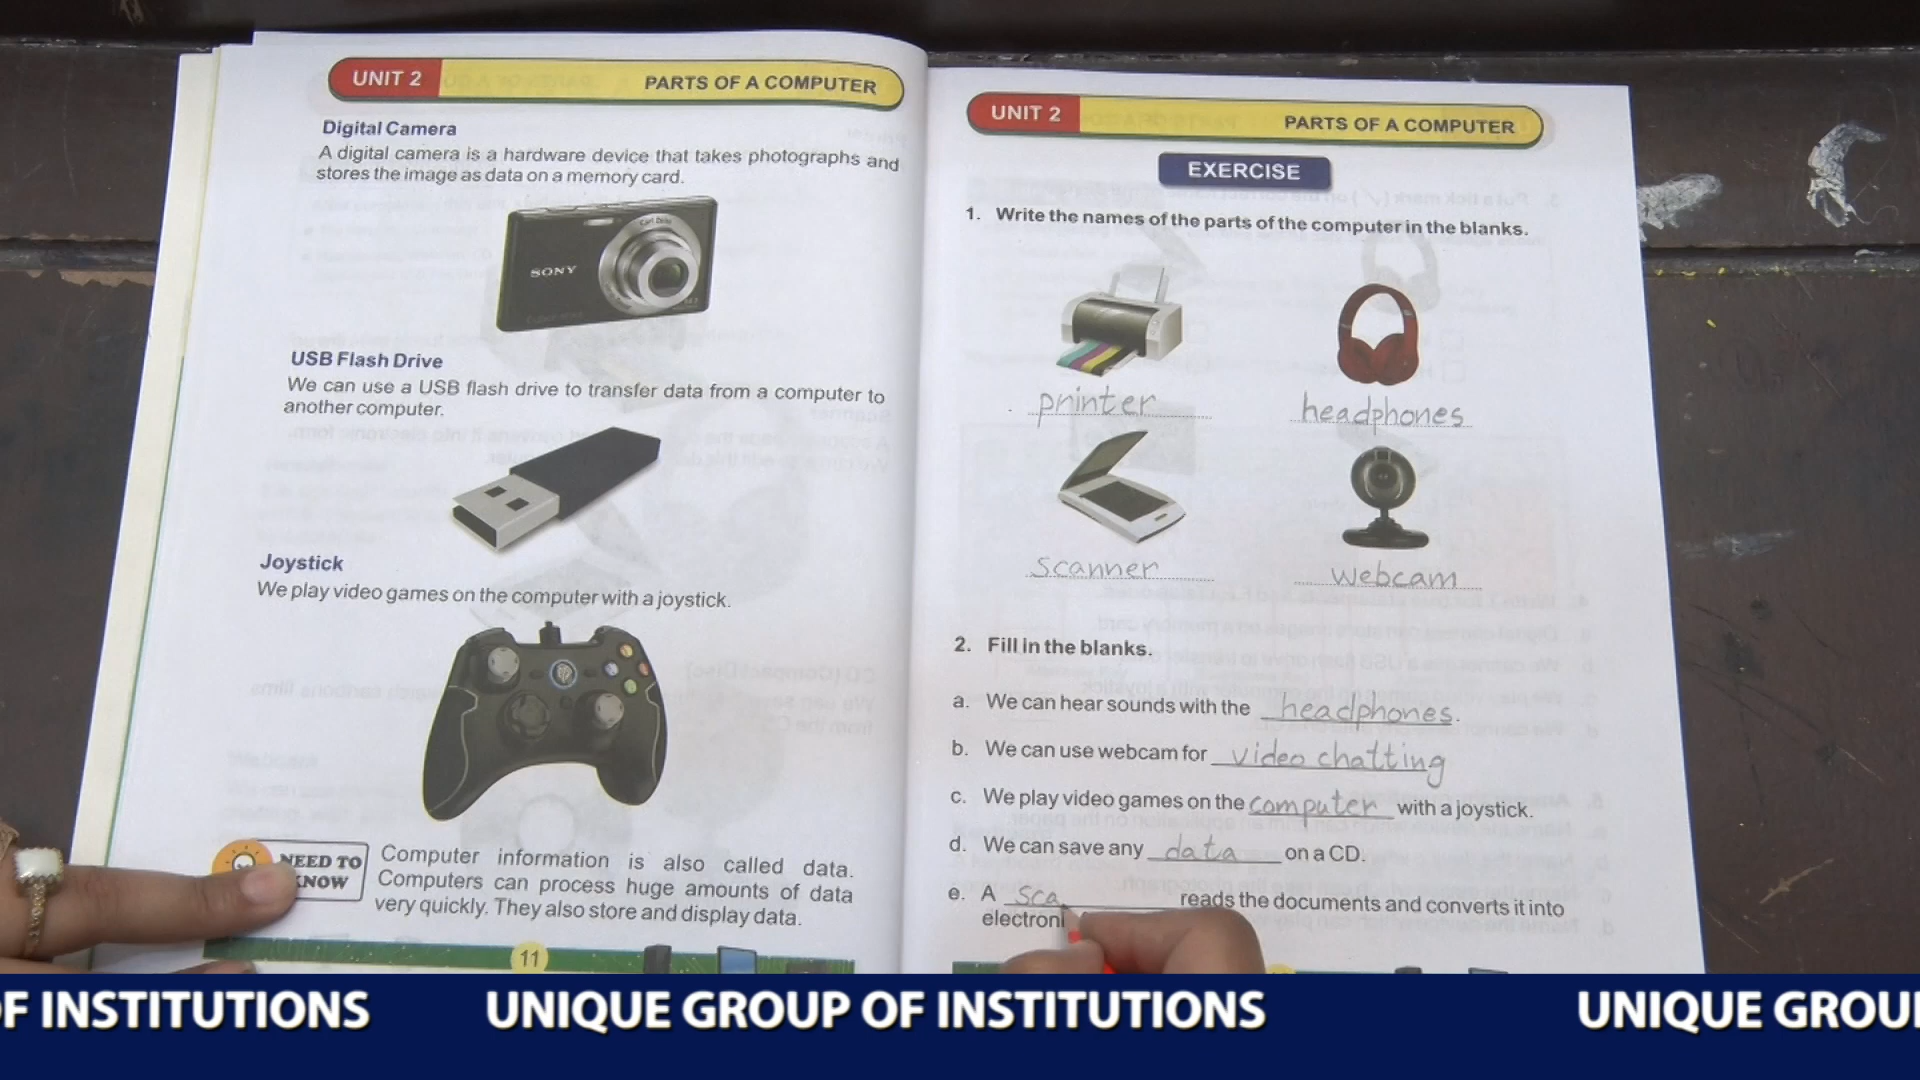 UNIT 2 PARTS OF A COMPUTER
Digital Camera
A digital camera is a hardware device that takes photographs and
stores the image as data on a memory card.
Carl Zeiss
SONY
USB Flash Drive
We can use a USB flash drive to transfer data from a computer to
another computer.
Joystick
We play video games on the computer with a joystick.
NEED TO
KNOW
Computer information is also called data.
Computers can process huge amounts of data
very quickly. They also store and display data.
11
UNIT 2 PARTS OF A COMPUTER
EXERCISE
1. Write the names of the parts of the computer in the blanks.
printer headphones
scanner webcam
2. Fill in the blanks.
a. We can hear sounds with the headphones.
b. We can use webcam for video chatting
c. We play video games on the computer with a joystick.
d. We can save any data on a CD.
e. A sca reads the documents and converts it into
electroni
OF INSTITUTIONS UNIQUE GROUP OF INSTITUTIONS UNIQUE GROU